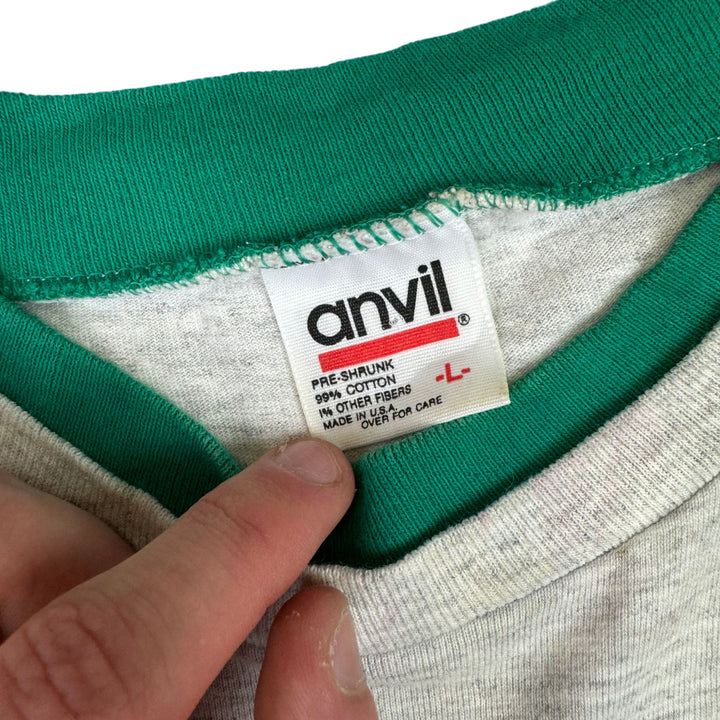 anvil®
PRE-SHRUNK
99% COTTON
1% OTHER FIBERS
MADE IN U.S.A.
OVER FOR CARE
-L-